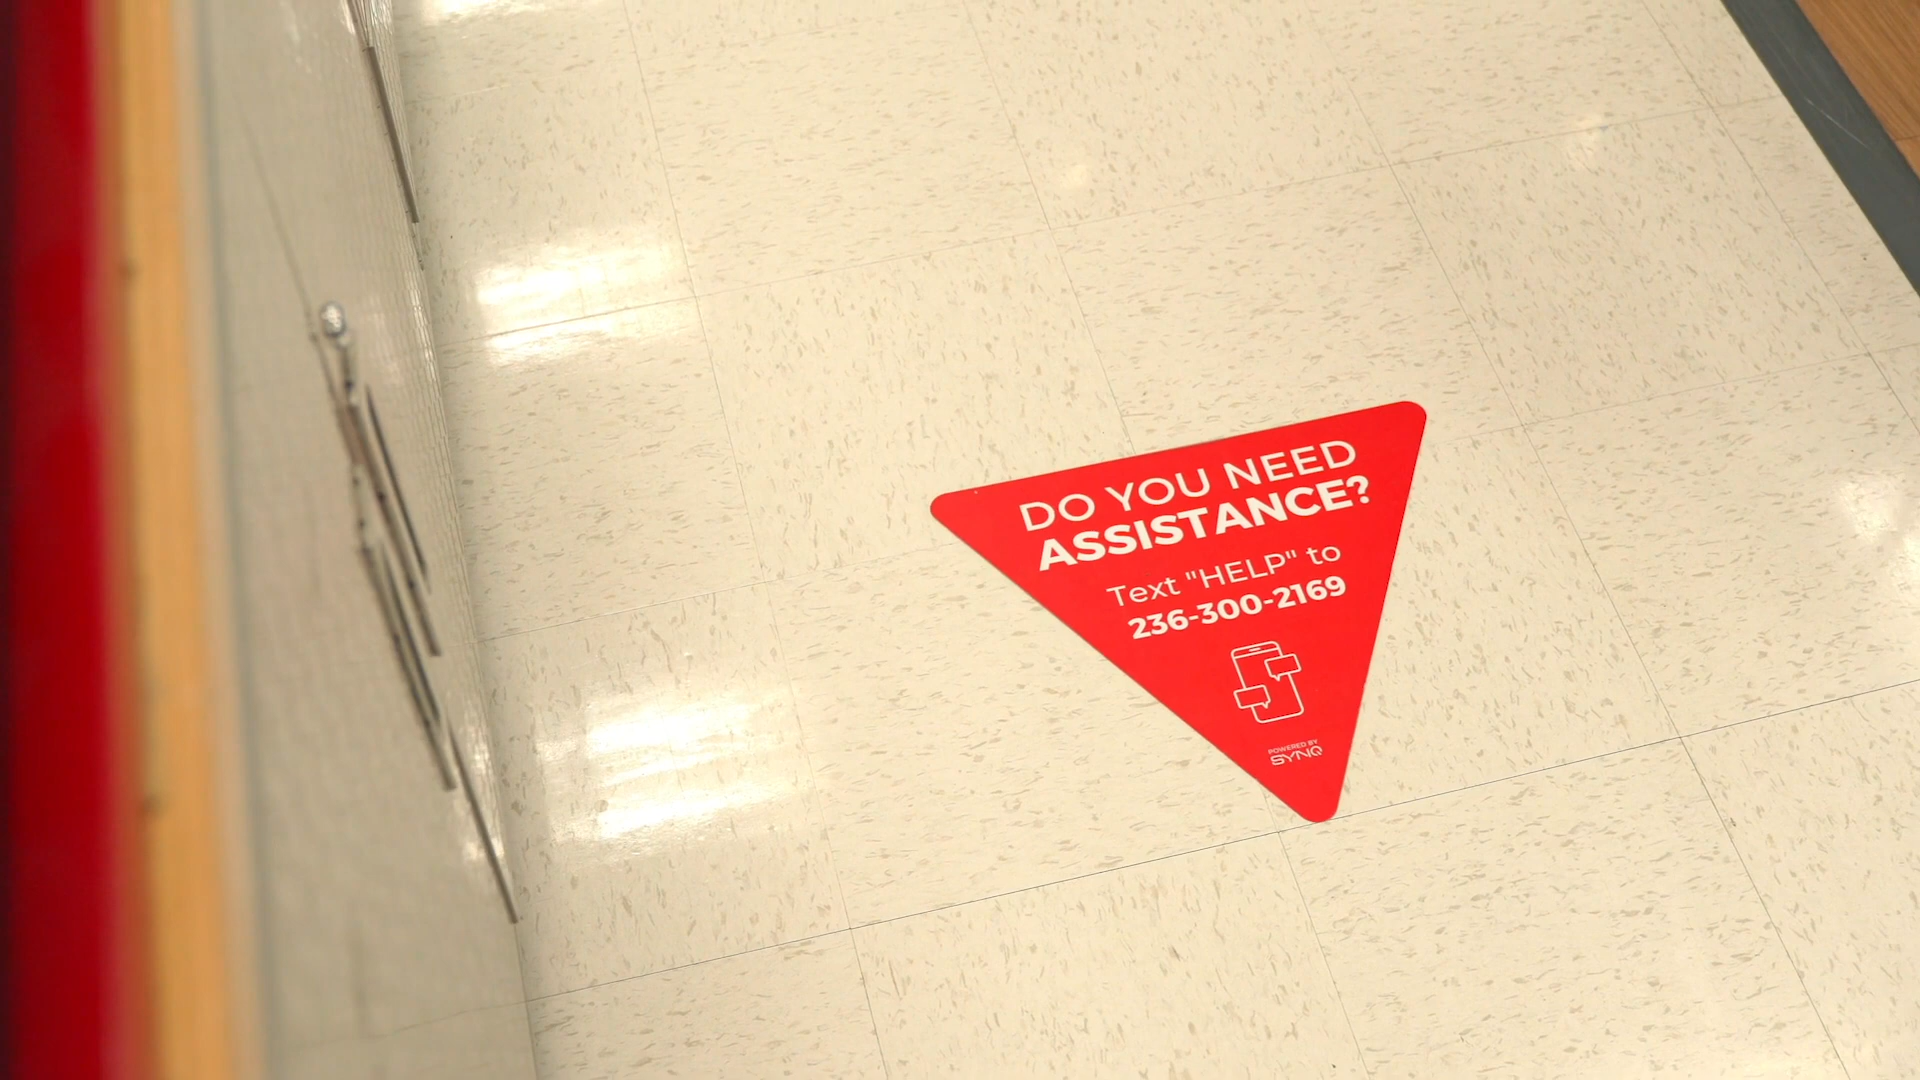 DO YOU NEED
ASSISTANCE?
Text "HELP" to
236-300-2169
POWERED BY
SYNQ